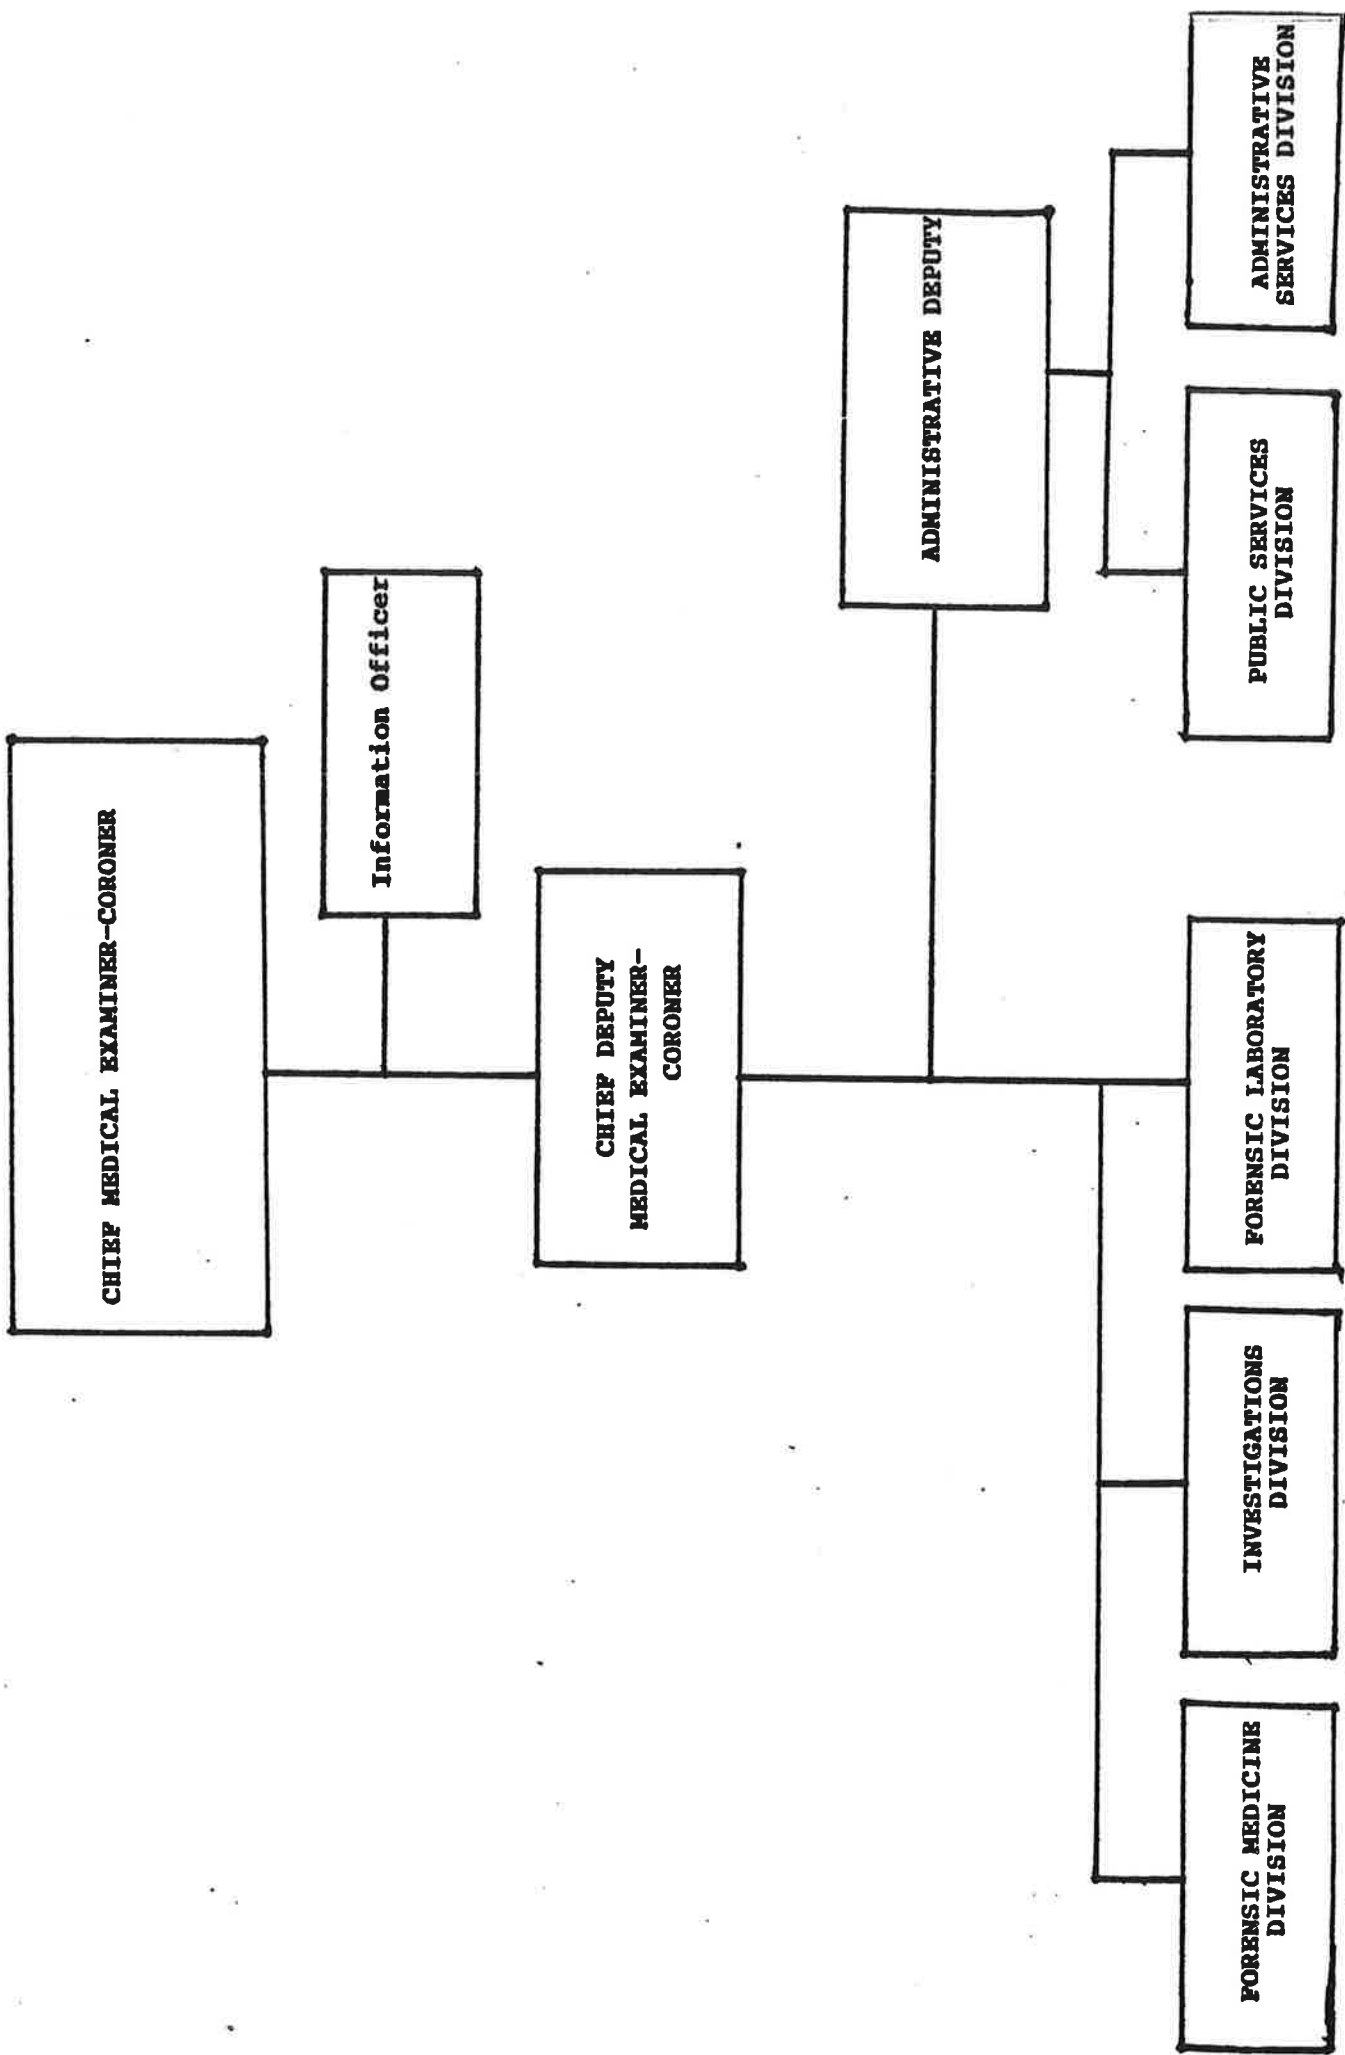 CHIEF MEDICAL EXAMINER-CORONER
Information Officer
CHIEF DEPUTY
MEDICAL EXAMINER-
CORONER
ADMINISTRATIVE DEPUTY
FORENSIC MEDICINE
DIVISION
INVESTIGATIONS
DIVISION
FORENSIC LABORATORY
DIVISION
PUBLIC SERVICES
DIVISION
ADMINISTRATIVE
SERVICES DIVISION